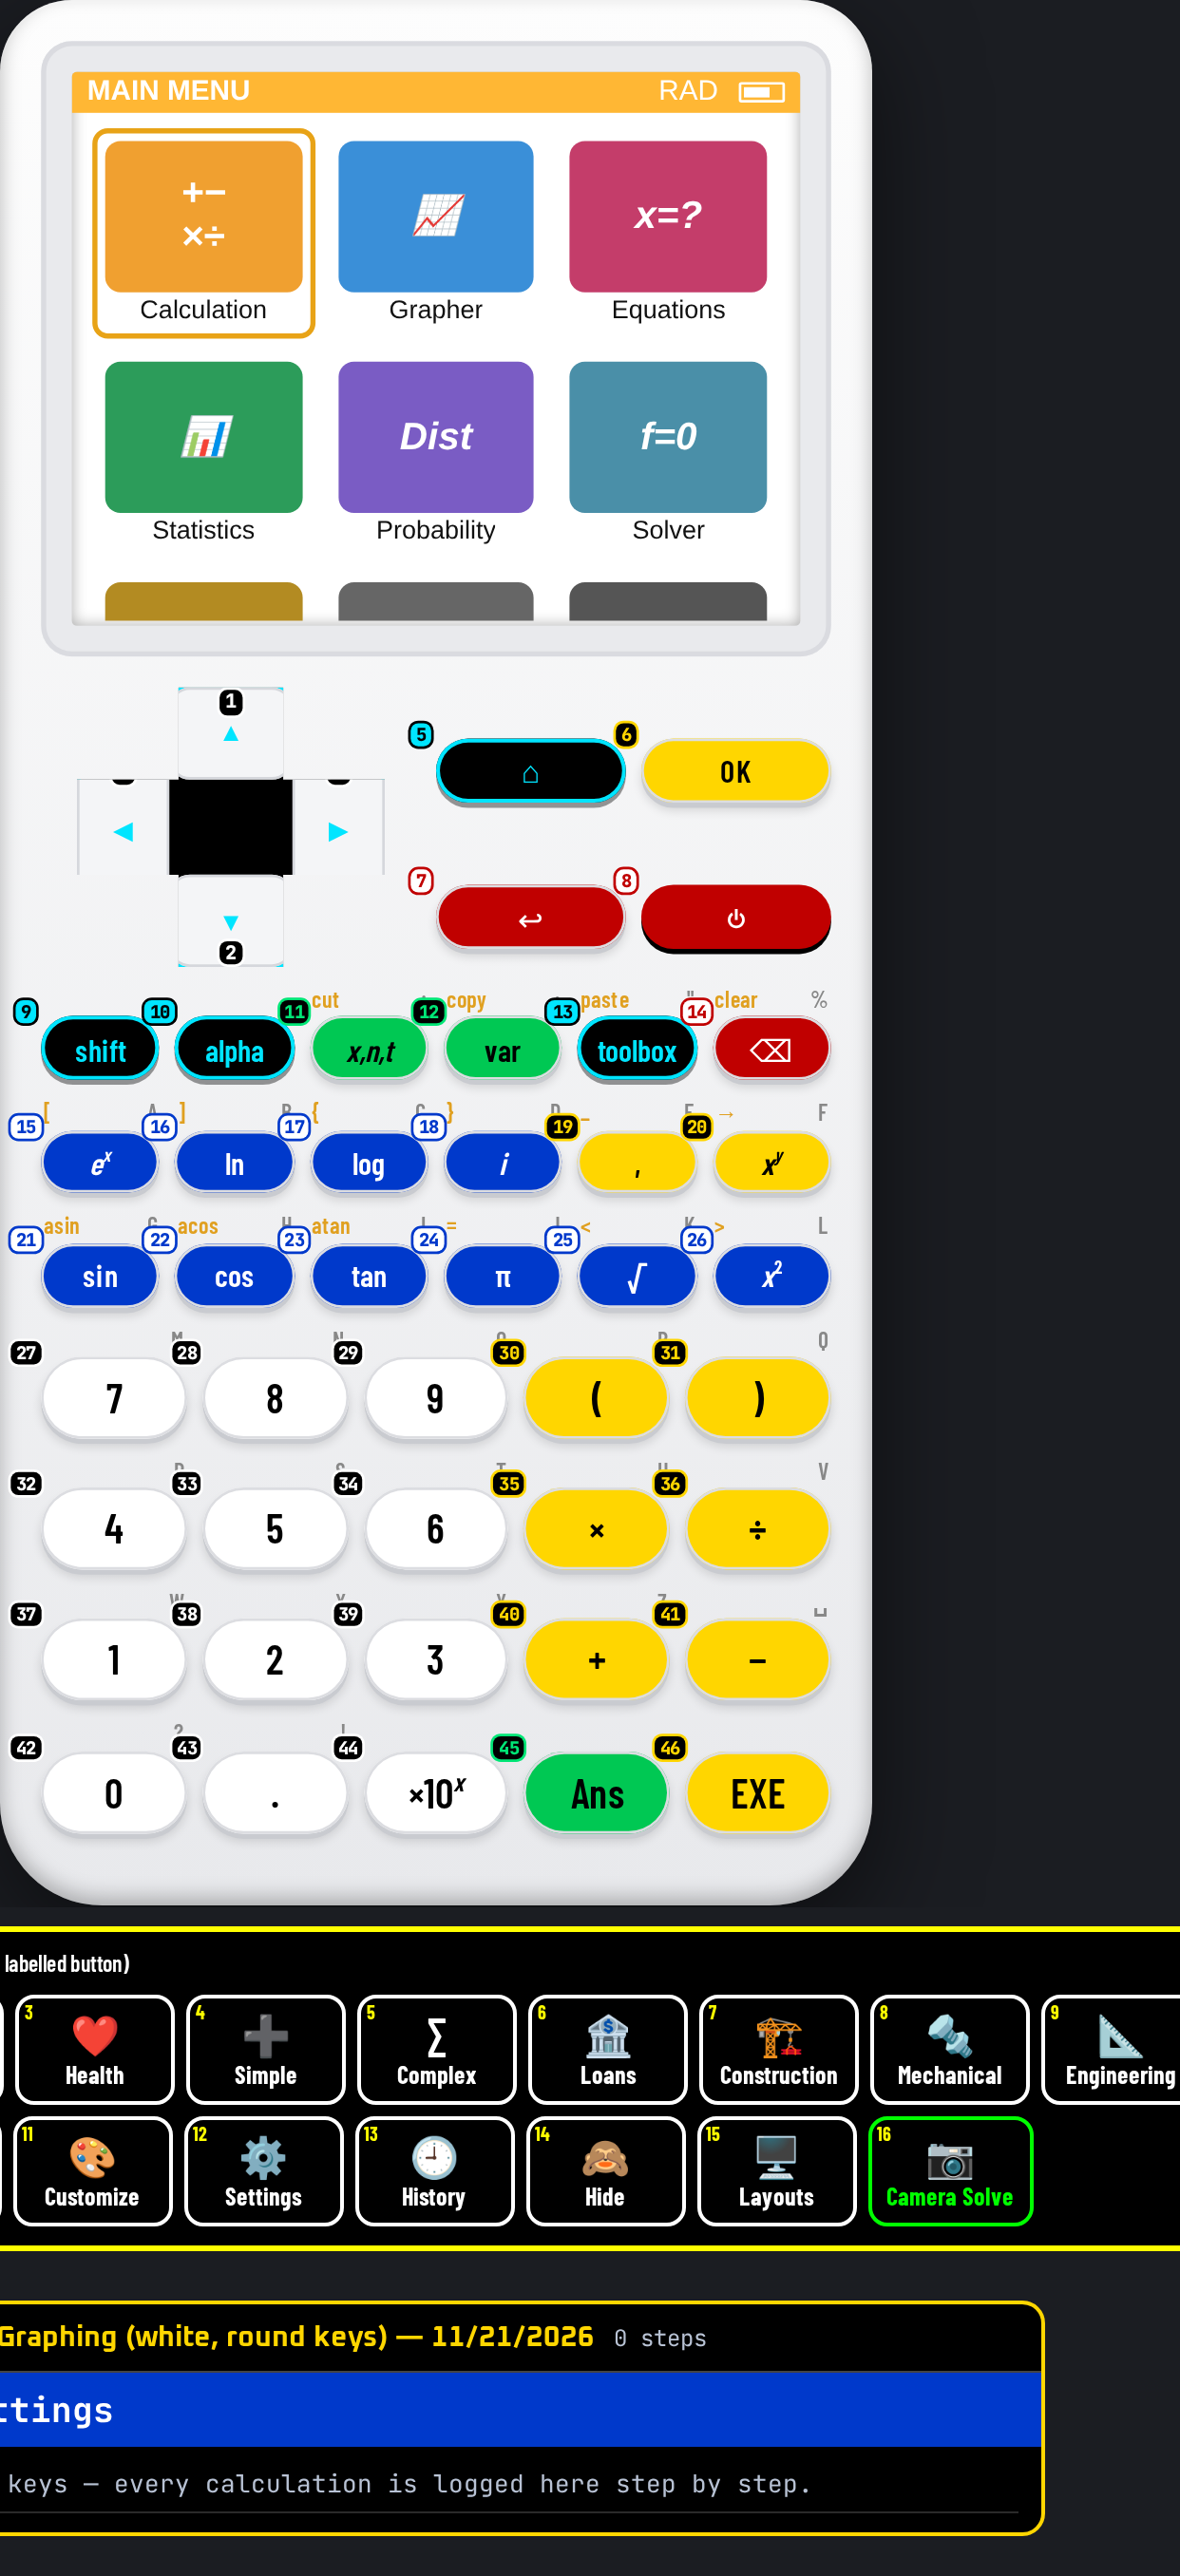 MAIN MENU RAD
+−
×÷
x=?
Calculation Grapher Equations
Dist f=0
Statistics Probability Solver
1
▲
5 6
⌂ OK
◀ ▶
7 8
↩ ⏻
▼
2
cut copy paste " clear %
9 10 11 12 13 14
shift alpha x,n,t var toolbox ⌫
[ ] { } _ → F
15 16 17 18 19 20
eˣ ln log i , xʸ
asin acos atan = < > L
21 22 23 24 25 26
sin cos tan π √ x²
Q
27 28 29 30 31
7 8 9 ( )
V
32 33 34 35 36
4 5 6 × ÷
␣
37 38 39 40 41
1 2 3 + −
42 43 44 45 46
0 . ×10ˣ Ans EXE
labelled button)
3 4 5 6 7 8 9
∑
Health Simple Complex Loans Construction Mechanical Engineering
11 12 13 14 15 16
Customize Settings History Hide Layouts Camera Solve
Graphing (white, round keys) — 11/21/2026 0 steps
ttings
keys — every calculation is logged here step by step.